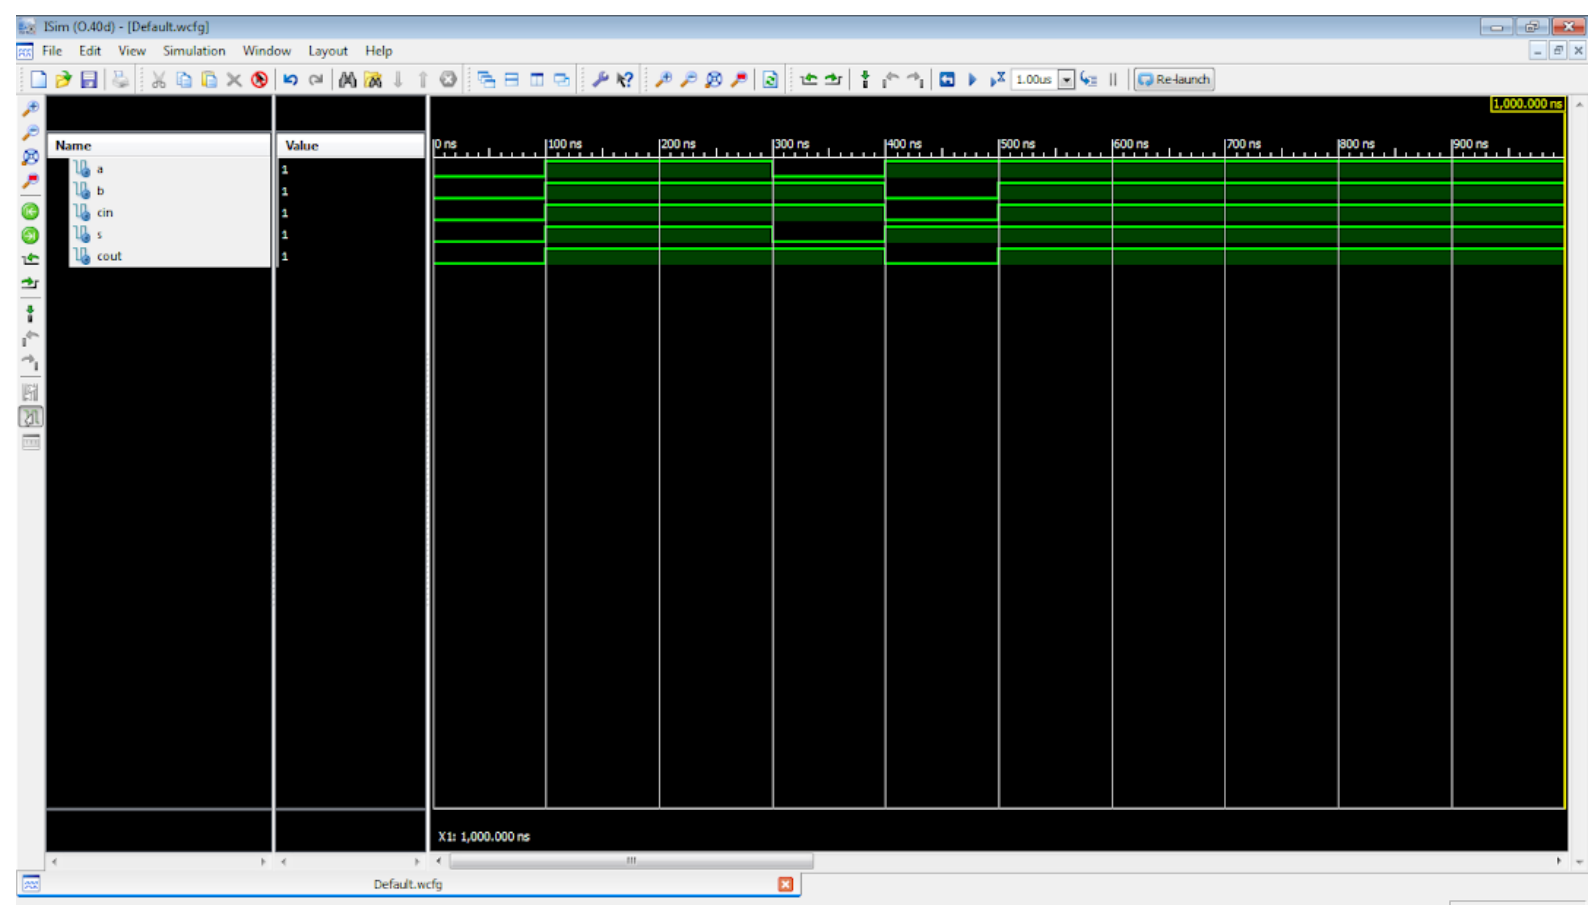 ISim (O.40d) - [Default.wcfg]
File Edit View Simulation Window Layout Help
1.00us Re-launch
1,000.000 ns
Name Value
0 ns 100 ns 200 ns 300 ns 400 ns 500 ns 600 ns 700 ns 800 ns 900 ns
a 1
b 1
cin 1
s 1
cout 1
X1: 1,000.000 ns
Default.wcfg